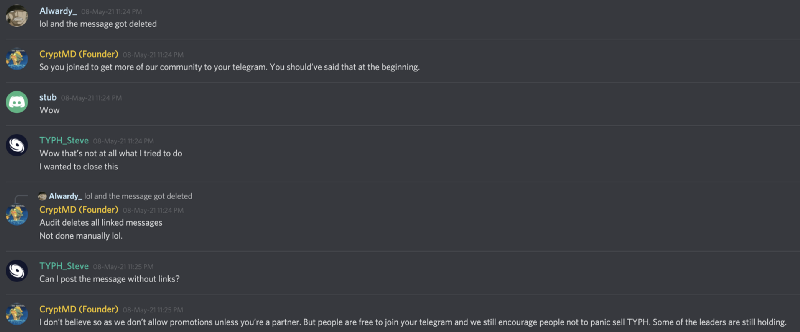 Alwardy_ 08-May-21 11:24 PM
lol and the message got deleted
CryptMD (Founder) 08-May-21 11:24 PM
So you joined to get more of our community to your telegram. You should've said that at the beginning.
stub 08-May-21 11:24 PM
Wow
TYPH_Steve 08-May-21 11:24 PM
Wow that's not at all what I tried to do
I wanted to close this
Alwardy_ lol and the message got deleted
CryptMD (Founder) 08-May-21 11:24 PM
Audit deletes all linked messages
Not done manually lol.
TYPH_Steve 08-May-21 11:25 PM
Can I post the message without links?
CryptMD (Founder) 08-May-21 11:25 PM
I don't believe so as we don't allow promotions unless you're a partner. But people are free to join your telegram and we still encourage people not to panic sell TYPH. Some of the leaders are still holding.